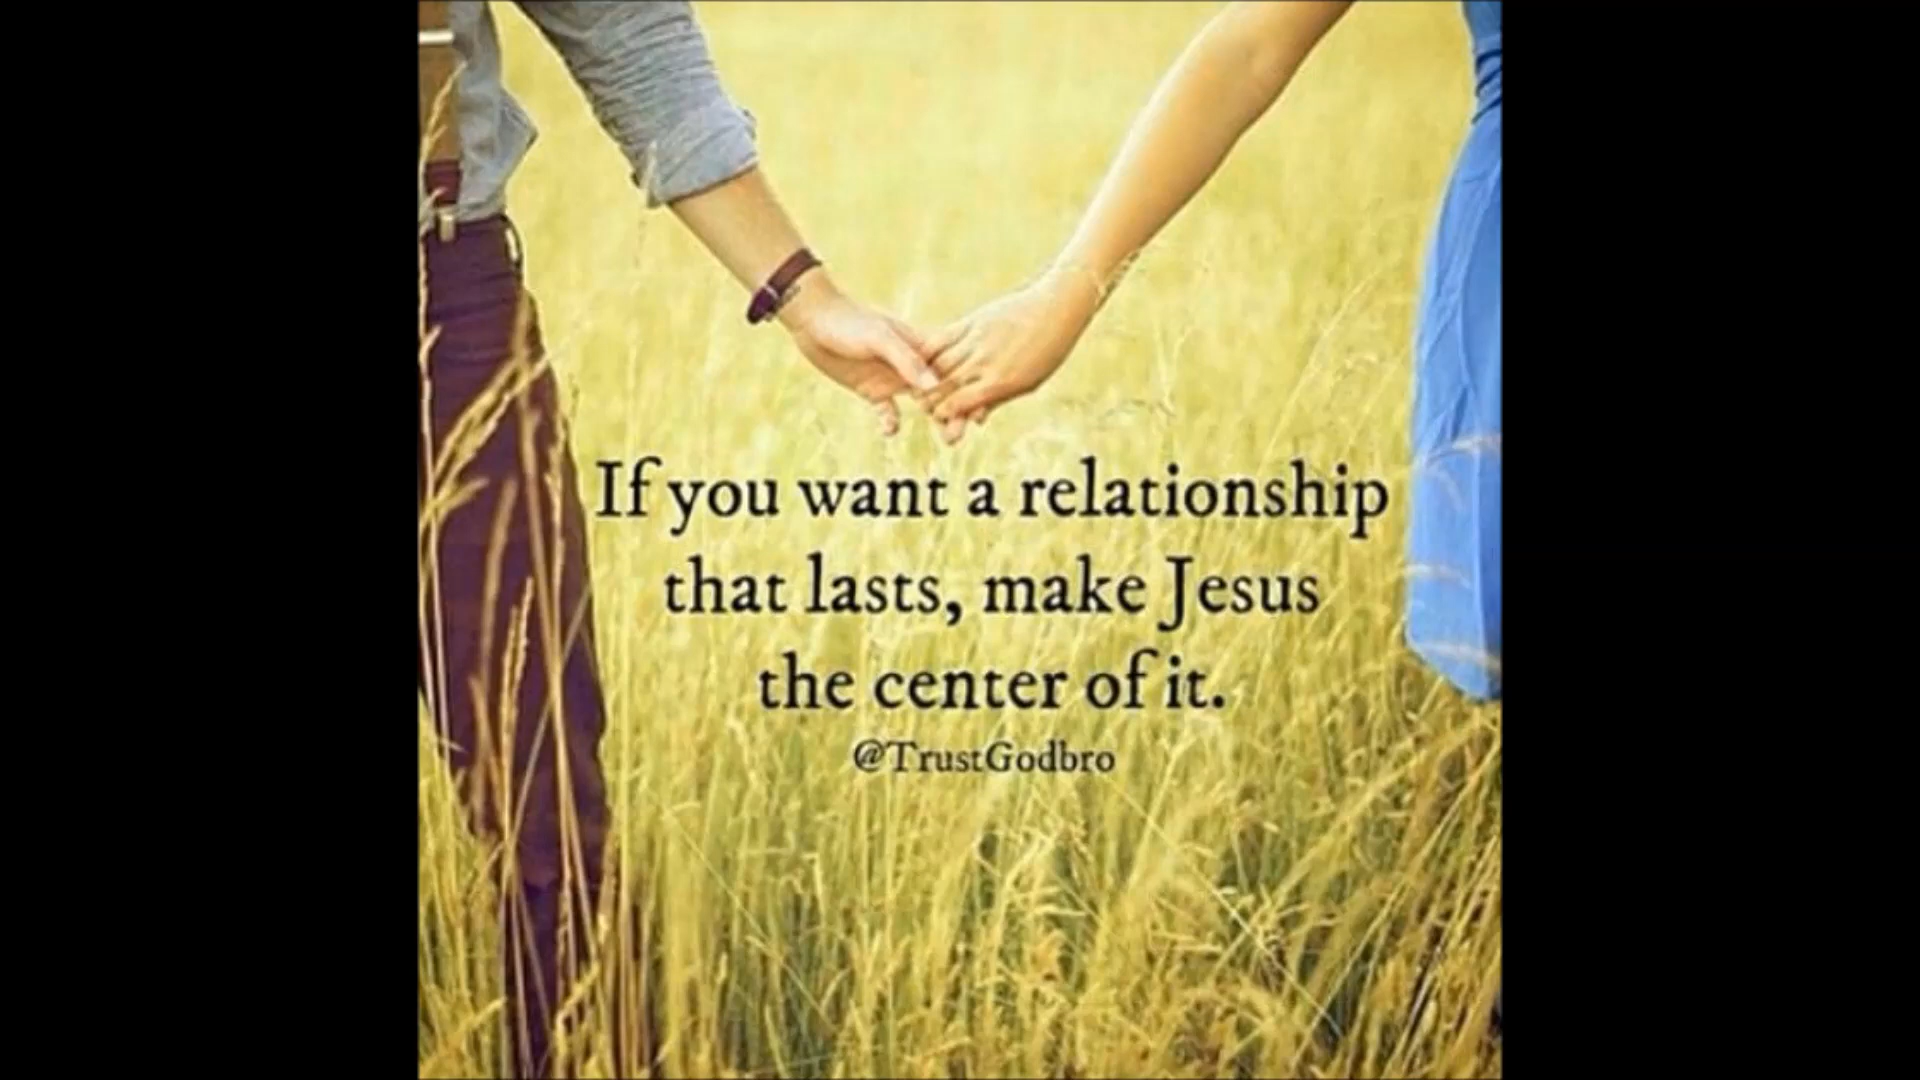 If you want a relationship
that lasts, make Jesus
the center of it.
@TrustGodbro